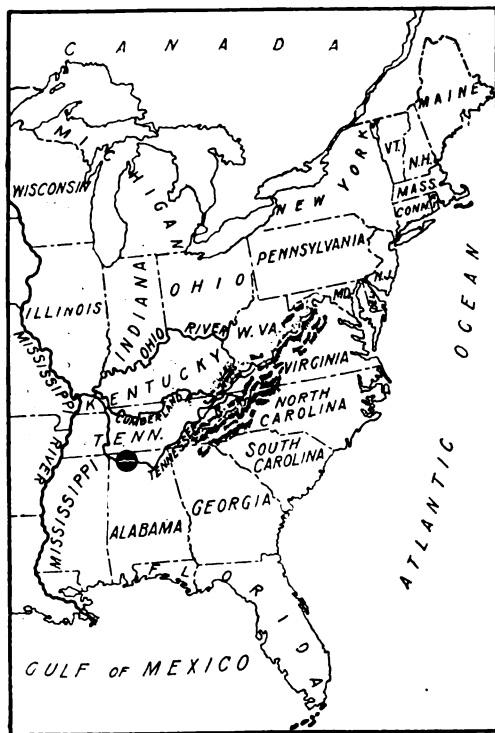 CANADA
MAINE
VT.
N.H.
MICHIGAN
WISCONSIN
NEW YORK
MASS.
CONN.
PENNSYLVANIA
N.J.
OHIO
INDIANA
ILLINOIS
MD.
DEL.
OHIO RIVER
W. VA.
VIRGINIA
KENTUCKY
CUMBERLAND
MISSISSIPPI RIVER
TENN.
TENNESSEE
NORTH
CAROLINA
SOUTH
CAROLINA
MISSISSIPPI
ALABAMA
GEORGIA
FLORIDA
ATLANTIC
OCEAN
GULF OF MEXICO